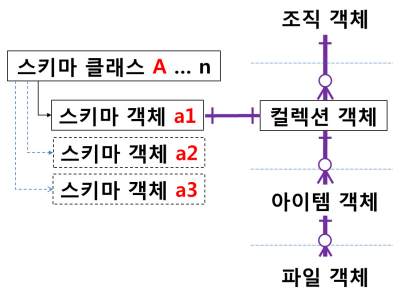 조직 객체
스키마 클래스 A ... n
스키마 객체 a1
컬렉션 객체
스키마 객체 a2
스키마 객체 a3
아이템 객체
파일 객체